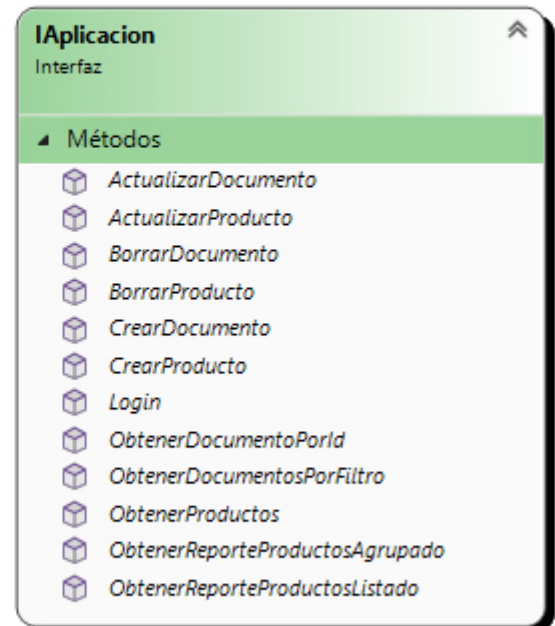 IAplicacion
Interfaz
Métodos
ActualizarDocumento
ActualizarProducto
BorrarDocumento
BorrarProducto
CrearDocumento
CrearProducto
Login
ObtenerDocumentoPorId
ObtenerDocumentosPorFiltro
ObtenerProductos
ObtenerReporteProductosAgrupado
ObtenerReporteProductosListado